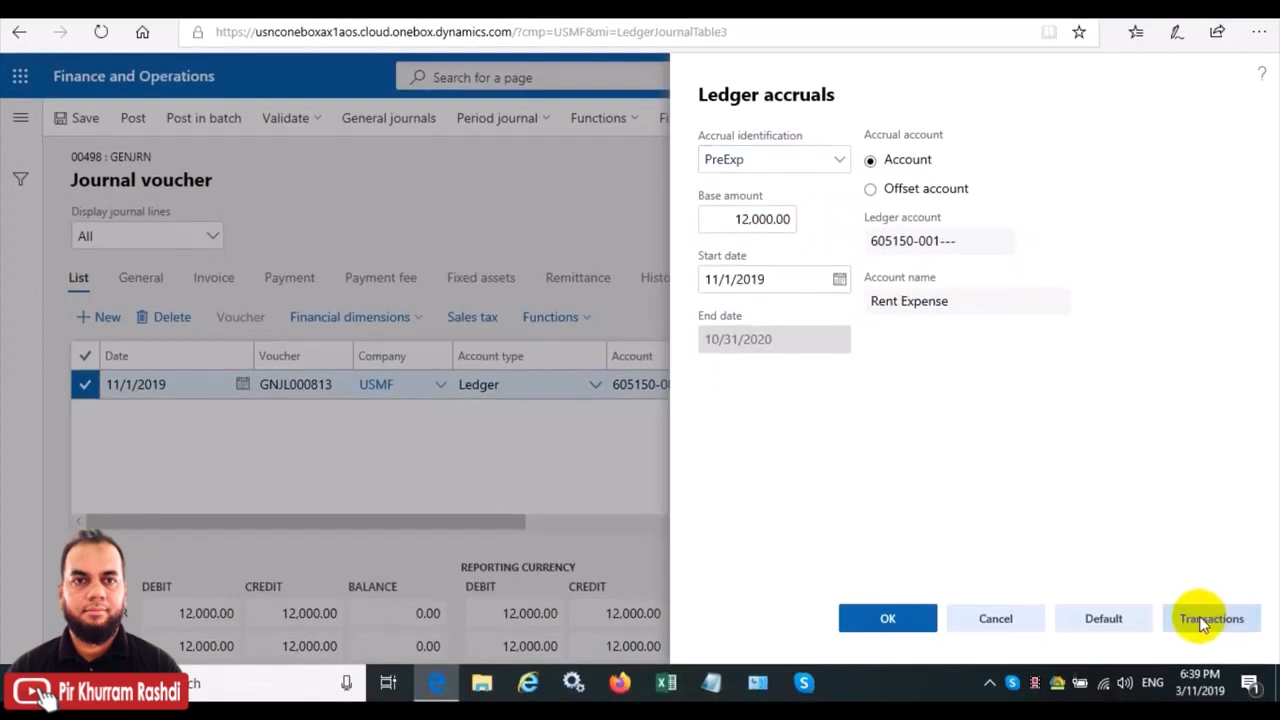 https://usnconeboxax1aos.cloud.onebox.dynamics.com/?cmp=USMF&mi=LedgerJournalTable3
Finance and Operations
Search for a page
?
Save
Post
Post in batch
Validate
General journals
Period journal
Functions
00498 : GENJRN
Journal voucher
Display journal lines
All
List
General
Invoice
Payment
Payment fee
Fixed assets
Remittance
New
Delete
Voucher
Financial dimensions
Sales tax
Functions
Date
Voucher
Company
Account type
Account
11/1/2019
GNJL000813
USMF
Ledger
605150-0
REPORTING CURRENCY
DEBIT
CREDIT
BALANCE
DEBIT
CREDIT
12,000.00
12,000.00
0.00
12,000.00
12,000.00
12,000.00
12,000.00
0.00
12,000.00
12,000.00
Ledger accruals
Accrual identification
PreExp
Base amount
12,000.00
Start date
11/1/2019
End date
10/31/2020
Accrual account
Account
Offset account
Ledger account
605150-001---
Account name
Rent Expense
OK
Cancel
Default
Transactions
Pir Khurram Rashdi
ENG
6:39 PM
3/11/2019
1